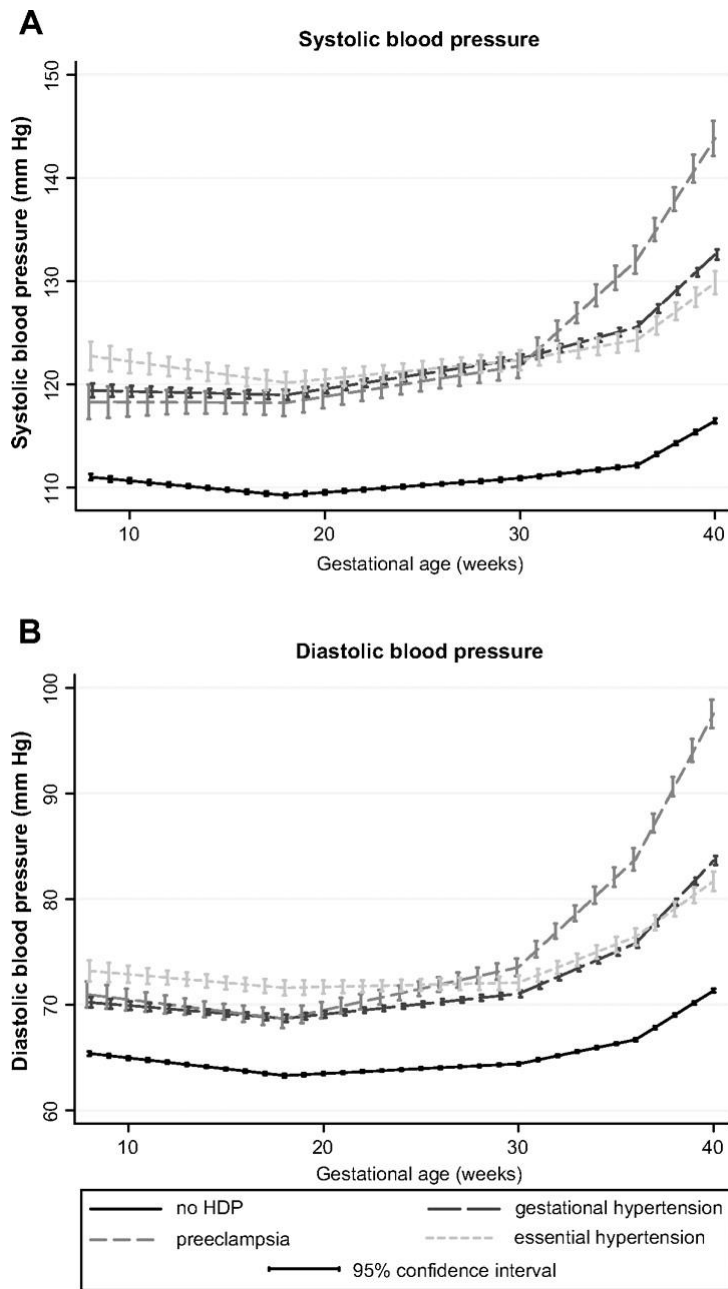 A
Systolic blood pressure
Systolic blood pressure (mm Hg)
150
140
130
120
110
10 20 30 40
Gestational age (weeks)
B
Diastolic blood pressure
Diastolic blood pressure (mm Hg)
100
90
80
70
60
10 20 30 40
Gestational age (weeks)
no HDP gestational hypertension
preeclampsia essential hypertension
95% confidence interval